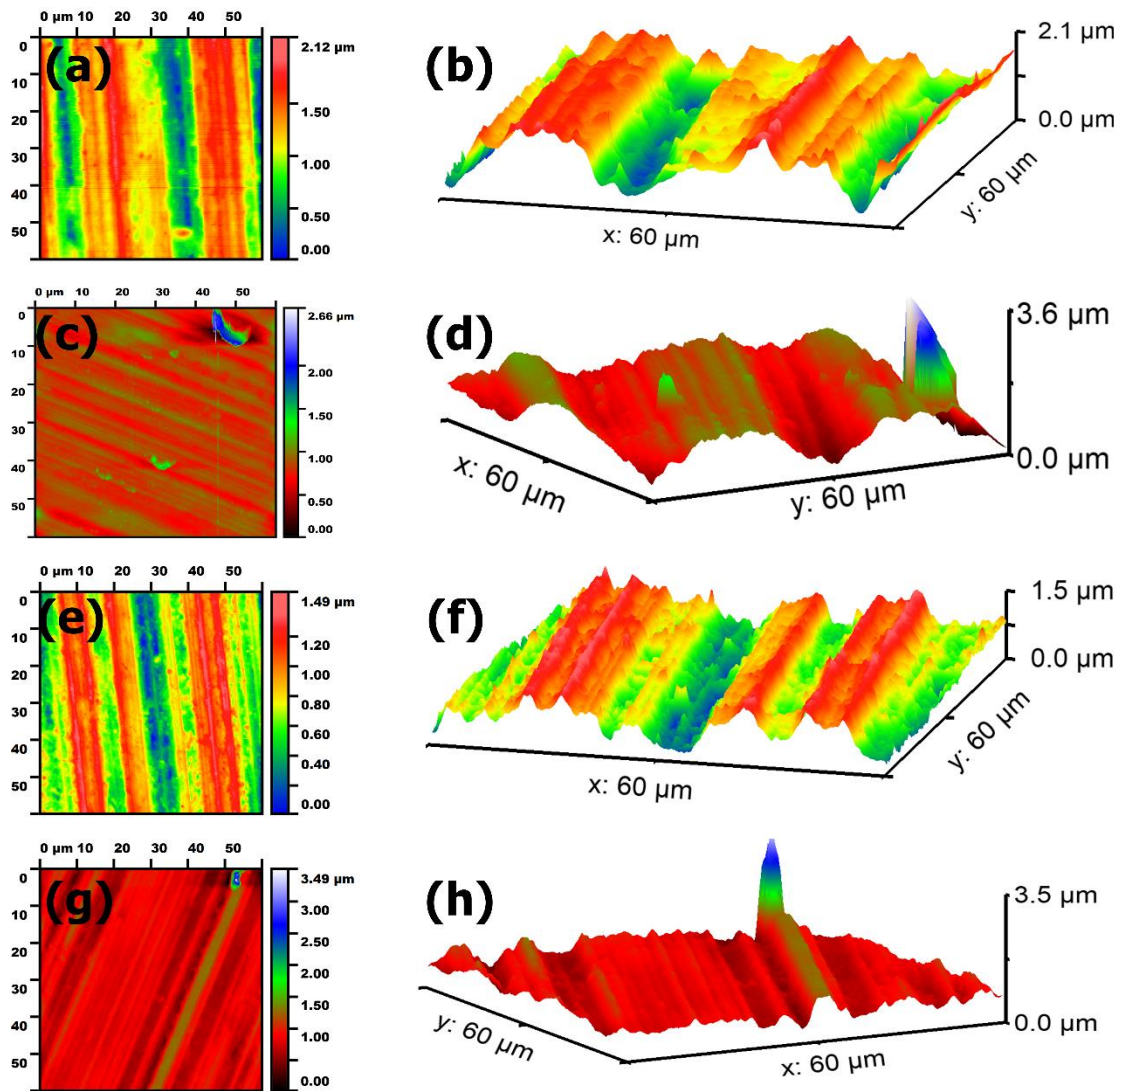 0 µm 10 20 30 40 50
0
10
20
30
40
50
(a)
2.12 µm
1.50
1.00
0.50
0.00
(b)
2.1 µm
0.0 µm
x: 60 µm
y: 60 µm
0 µm 10 20 30 40 50
0
10
20
30
40
50
(c)
2.66 µm
2.00
1.50
1.00
0.50
0.00
(d)
3.6 µm
0.0 µm
x: 60 µm
y: 60 µm
0 µm 10 20 30 40 50
0
10
20
30
40
50
(e)
1.49 µm
1.20
1.00
0.80
0.60
0.40
0.20
0.00
(f)
1.5 µm
0.0 µm
x: 60 µm
y: 60 µm
0 µm 10 20 30 40 50
0
10
20
30
40
50
(g)
3.49 µm
3.00
2.50
2.00
1.50
1.00
0.50
0.00
(h)
3.5 µm
0.0 µm
y: 60 µm
x: 60 µm